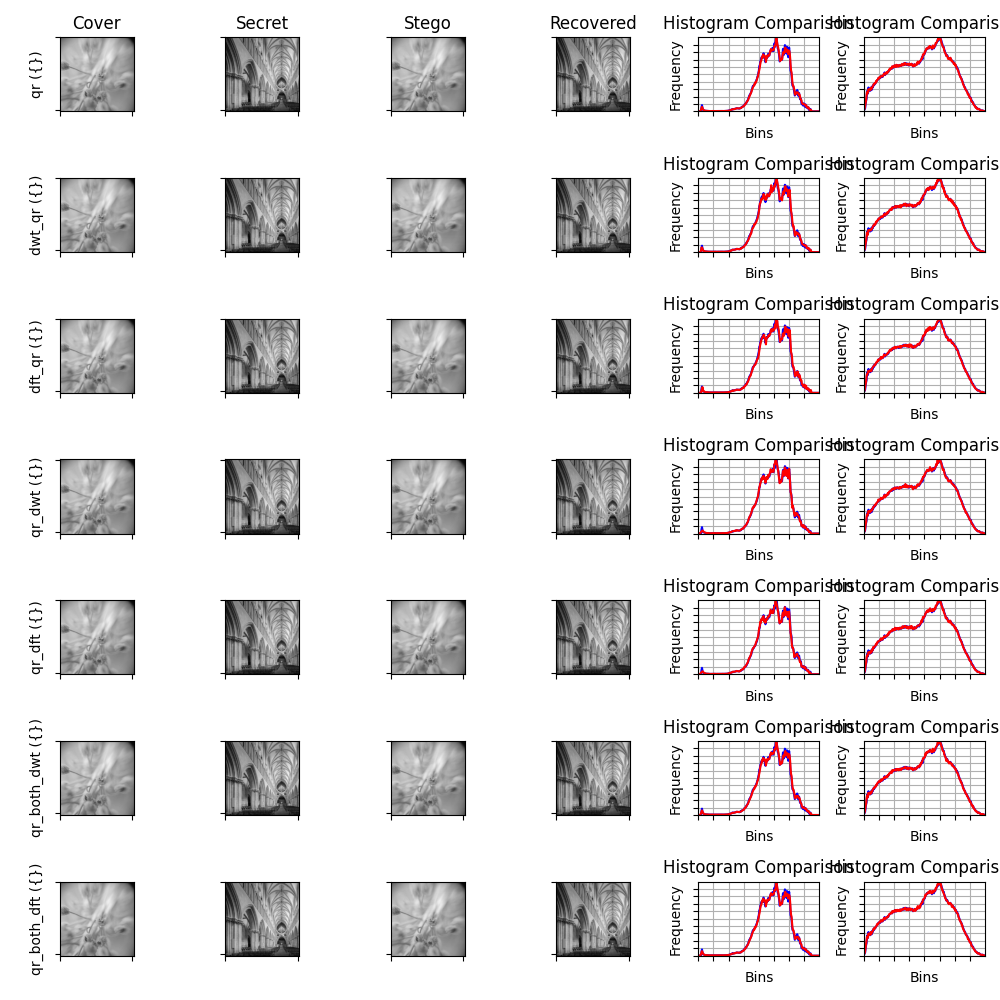 Cover Secret Stego Recovered Histogram Comparison Histogram Comparis
qr ({}) Frequency Frequency
Bins Bins
Histogram Comparison Histogram Comparis
dwt_qr ({}) Frequency Frequency
Bins Bins
Histogram Comparison Histogram Comparis
dft_qr ({}) Frequency Frequency
Bins Bins
Histogram Comparison Histogram Comparis
qr_dwt ({}) Frequency Frequency
Bins Bins
Histogram Comparison Histogram Comparis
qr_dft ({}) Frequency Frequency
Bins Bins
Histogram Comparison Histogram Comparis
qr_both_dwt ({}) Frequency Frequency
Bins Bins
Histogram Comparison Histogram Comparis
qr_both_dft ({}) Frequency Frequency
Bins Bins